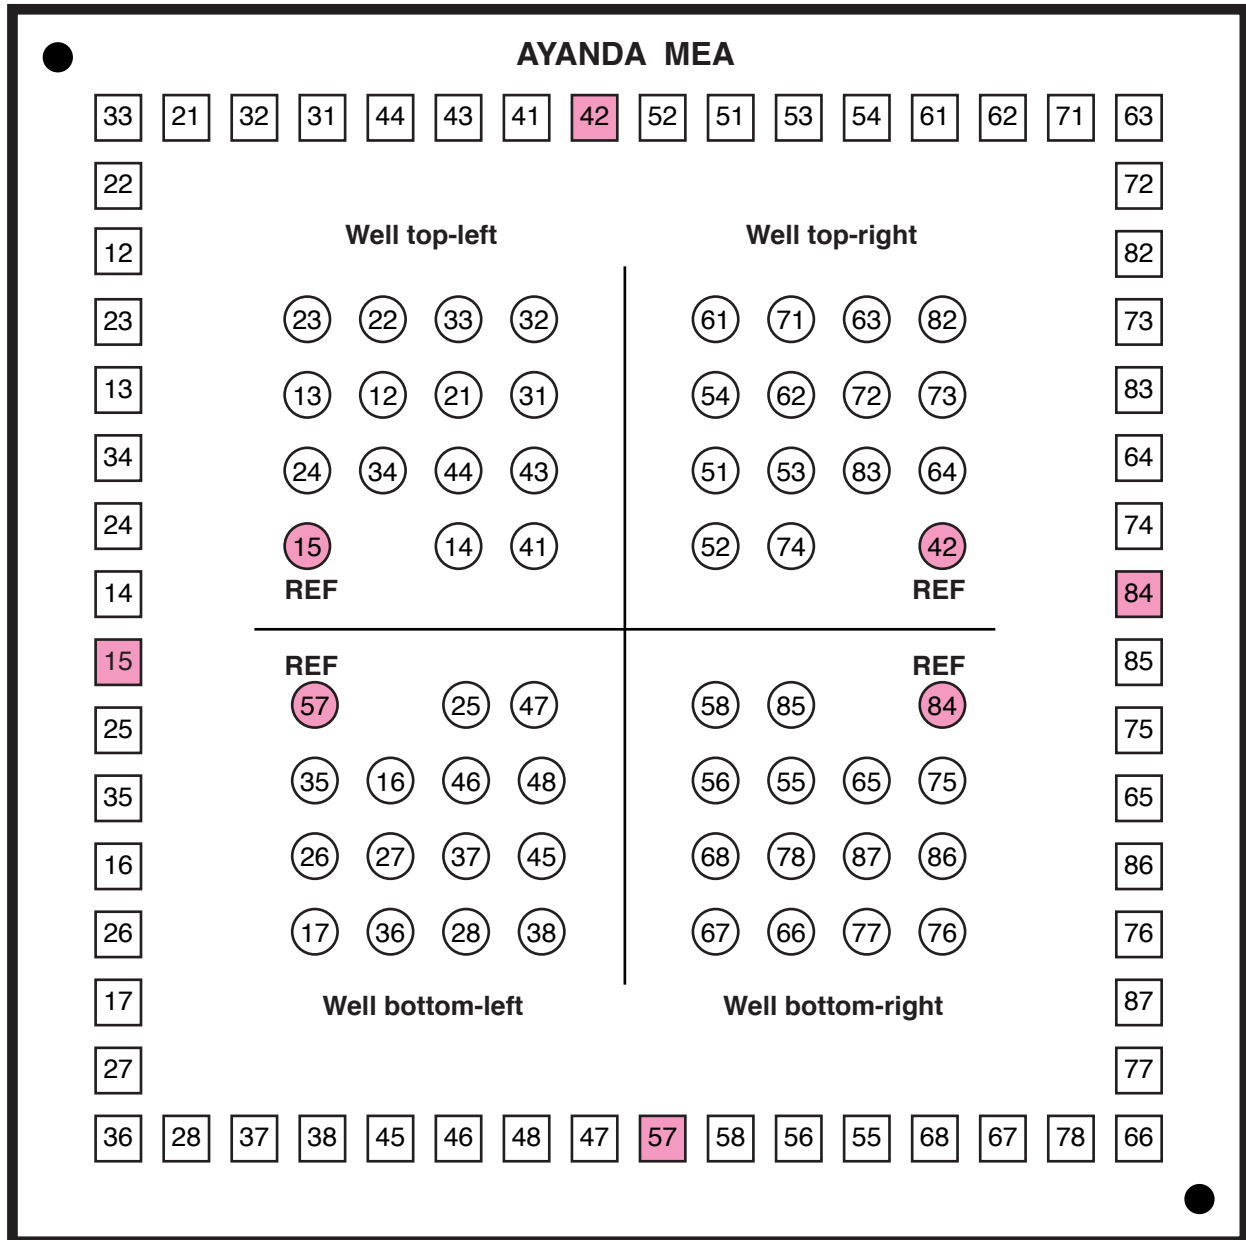 AYANDA MEA
33 21 32 31 44 43 41 42 52 51 53 54 61 62 71 63
22 72
Well top-left Well top-right
12 82
23 23 22 33 32 61 71 63 82 73
13 13 12 21 31 54 62 72 73 83
34 24 34 44 43 51 53 83 64 64
24 15 14 41 52 74 42 74
14 REF REF 84
15 REF REF 85
25 57 25 47 58 85 84 75
35 35 16 46 48 56 55 65 75 65
16 26 27 37 45 68 78 87 86 86
26 17 36 28 38 67 66 77 76 76
17 Well bottom-left Well bottom-right 87
27 77
36 28 37 38 45 46 48 47 57 58 56 55 68 67 78 66